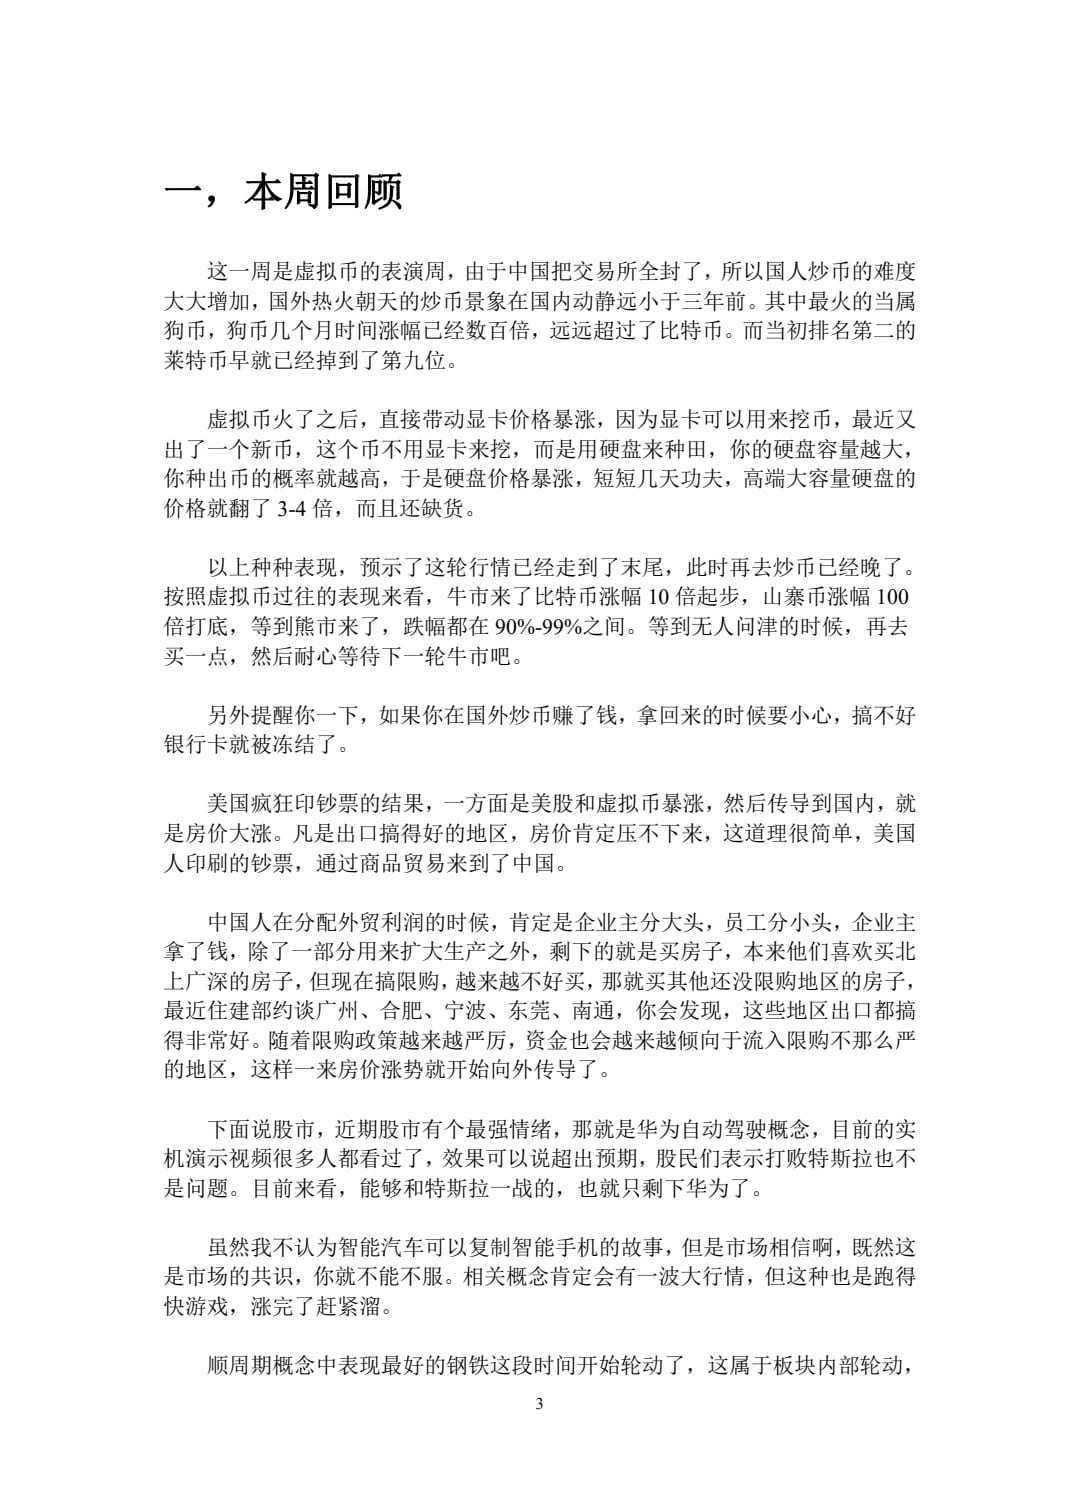 一，本周回顾
这一周是虚拟币的表演周，由于中国把交易所全封了，所以国人炒币的难度
大大增加，国外热火朝天的炒币景象在国内动静远小于三年前。其中最火的当属
狗币，狗币几个月时间涨幅已经数百倍，远远超过了比特币。而当初排名第二的
莱特币早就已经掉到了第九位。
虚拟币火了之后，直接带动显卡价格暴涨，因为显卡可以用来挖币，最近又
出了一个新币，这个币不用显卡来挖，而是用硬盘来种田，你的硬盘容量越大，
你种出币的概率就越高，于是硬盘价格暴涨，短短几天功夫，高端大容量硬盘的
价格就翻了 3-4 倍，而且还缺货。
以上种种表现，预示了这轮行情已经走到了末尾，此时再去炒币已经晚了。
按照虚拟币过往的表现来看，牛市来了比特币涨幅 10 倍起步，山寨币涨幅 100
倍打底，等到熊市来了，跌幅都在 90%-99%之间。等到无人问津的时候，再去
买一点，然后耐心等待下一轮牛市吧。
另外提醒你一下，如果你在国外炒币赚了钱，拿回来的时候要小心，搞不好
银行卡就被冻结了。
美国疯狂印钞票的结果，一方面是美股和虚拟币暴涨，然后传导到国内，就
是房价大涨。凡是出口搞得好的地区，房价肯定压不下来，这道理很简单，美国
人印刷的钞票，通过商品贸易来到了中国。
中国人在分配外贸利润的时候，肯定是企业主分大头，员工分小头，企业主
拿了钱，除了一部分用来扩大生产之外，剩下的就是买房子，本来他们喜欢买北
上广深的房子，但现在搞限购，越来越不好买，那就买其他还没限购地区的房子，
最近住建部约谈广州、合肥、宁波、东莞、南通，你会发现，这些地区出口都搞
得非常好。随着限购政策越来越严厉，资金也会越来越倾向于流入限购不那么严
的地区，这样一来房价涨势就开始向外传导了。
下面说股市，近期股市有个最强情绪，那就是华为自动驾驶概念，目前的实
机演示视频很多人都看过了，效果可以说超出预期，股民们表示打败特斯拉也不
是问题。目前来看，能够和特斯拉一战的，也就只剩下华为了。
虽然我不认为智能汽车可以复制智能手机的故事，但是市场相信啊，既然这
是市场的共识，你就不能不服。相关概念肯定会有一波大行情，但这种也是跑得
快游戏，涨完了赶紧溜。
顺周期概念中表现最好的钢铁这段时间开始轮动了，这属于板块内部轮动，
3